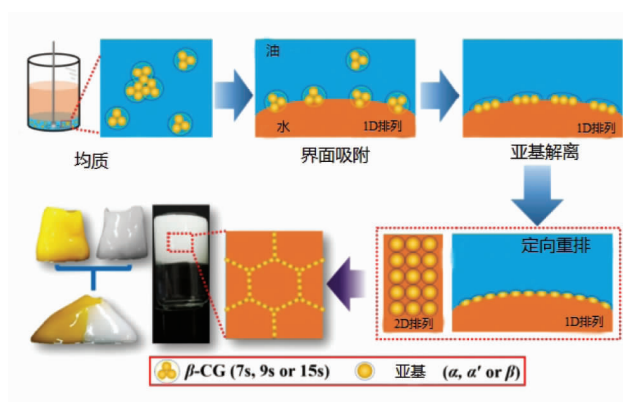 油
水
1D排列
1D排列
均质
界面吸附
亚基解离
定向重排
2D排列
1D排列
β-CG (7s, 9s or 15s)
亚基 (α, α′ or β)